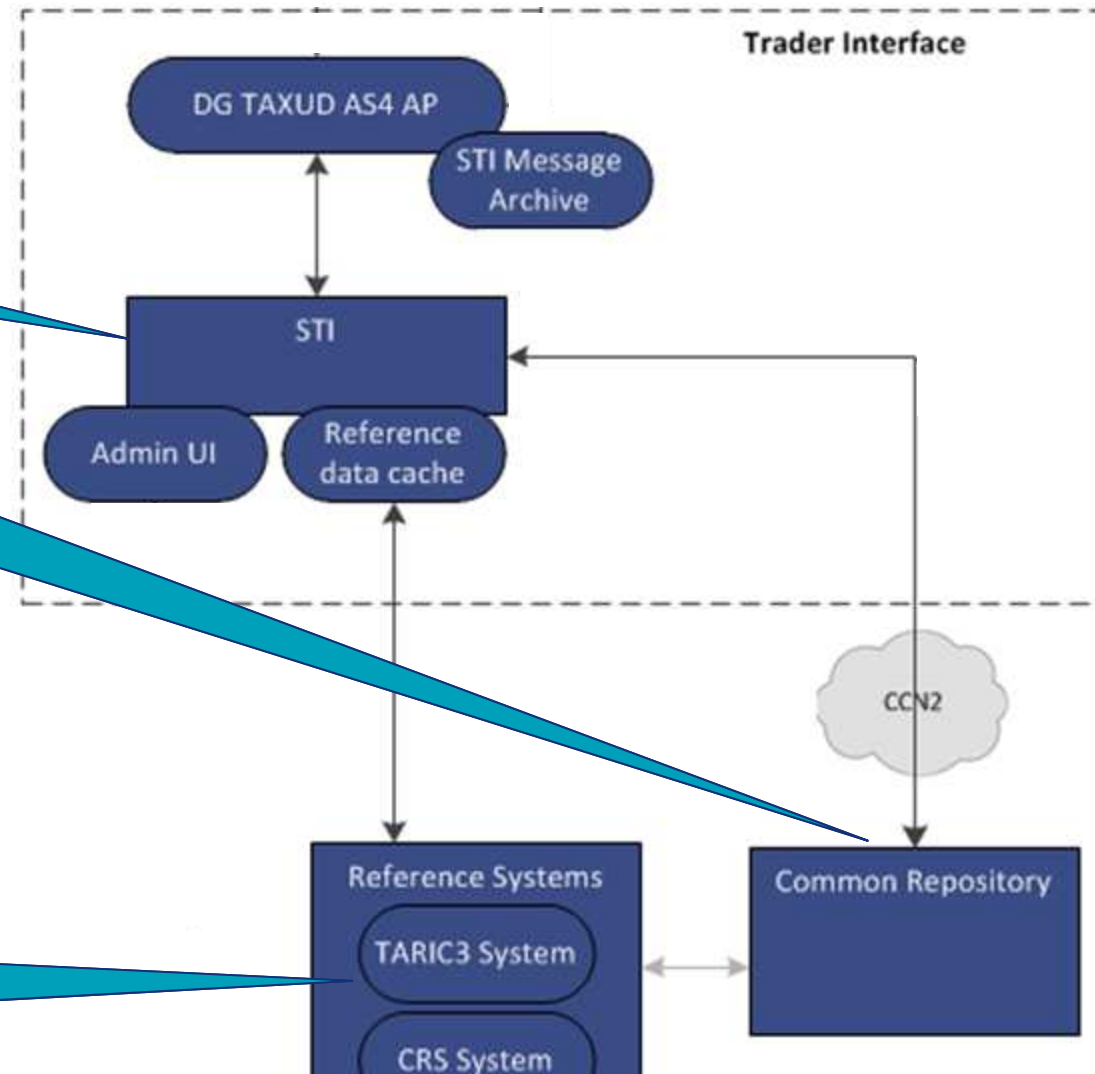 Trader Interface
DG TAXUD AS4 AP
STI Message
Archive
STI
Admin UI
Reference
data cache
CCN2
Reference Systems
TARIC3 System
CRS System
Common Repository